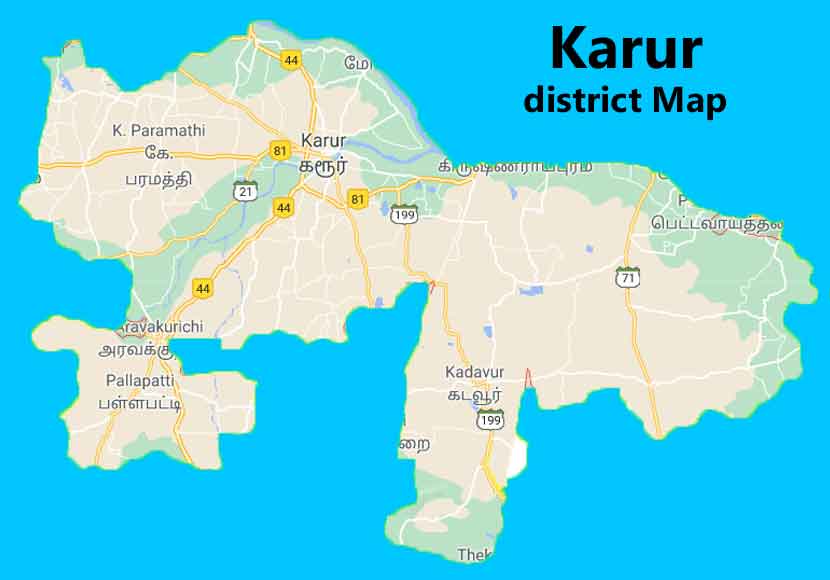 Karur
district Map
44
மே
K. Paramathi
கே.
பரமத்தி
81
Karur
கரூர்
21
44
81
199
கிருஷ்ணராயபுரம்
P
பெட்டவாயத்தல
71
44
Aravakurichi
அரவக்கு
Pallapatti
பள்ளபட்டி
Kadavur
கடவூர்
199
றை
Thek